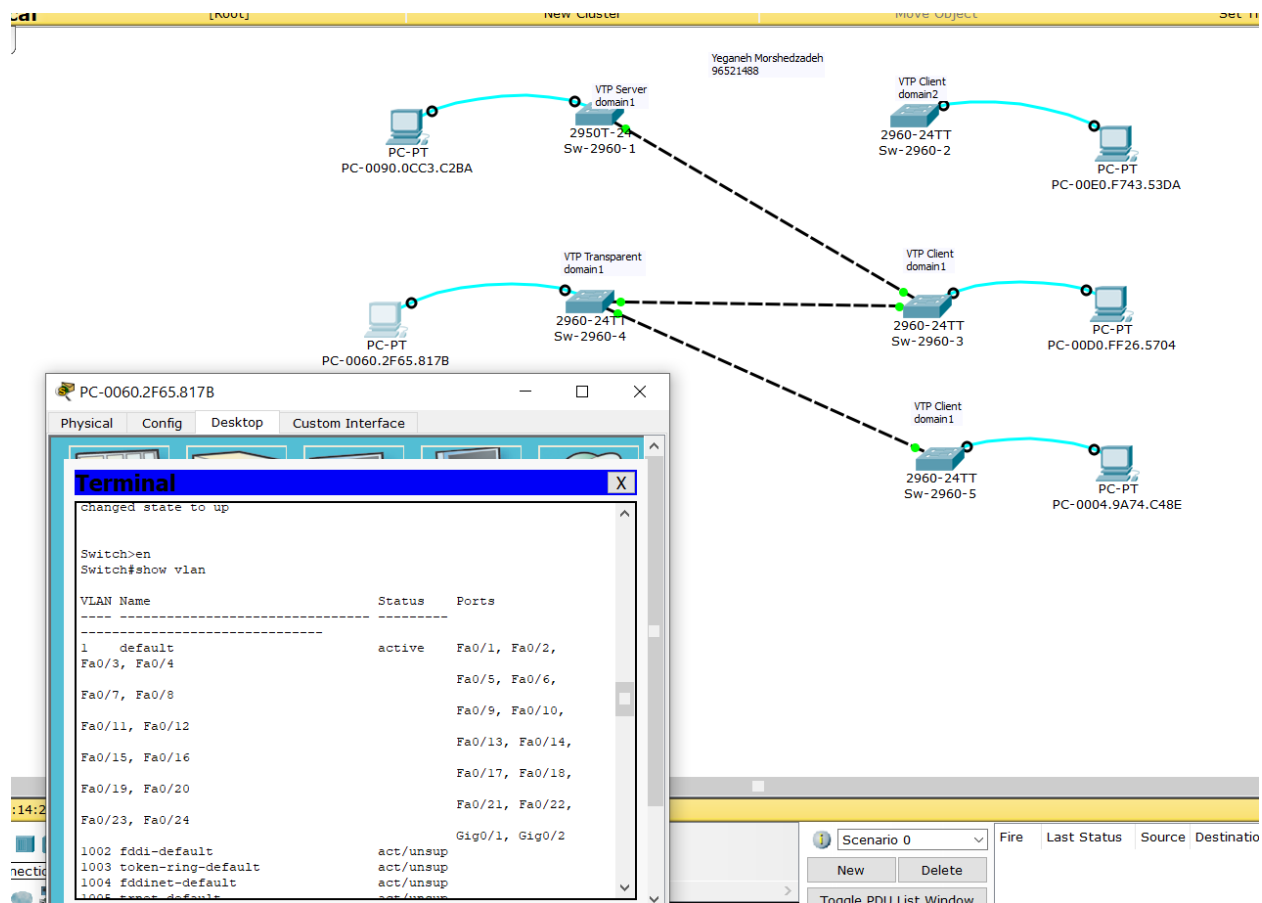 [Root]
New Cluster
Move Object
Yeganeh Morshedzadeh
96521488
VTP Server
domain1
2950T-24
Sw-2960-1
PC-PT
PC-0090.0CC3.C2BA
VTP Client
domain2
2960-24TT
Sw-2960-2
PC-PT
PC-00E0.F743.53DA
VTP Transparent
domain1
2960-24TT
Sw-2960-4
PC-PT
PC-0060.2F65.817B
VTP Client
domain1
2960-24TT
Sw-2960-3
PC-PT
PC-00D0.FF26.5704
VTP Client
domain1
2960-24TT
Sw-2960-5
PC-PT
PC-0004.9A74.C48E
PC-0060.2F65.817B
Physical Config Desktop Custom Interface
Terminal X
changed state to up
Switch>en
Switch#show vlan
VLAN Name Status Ports
---- -------------------------------- ---------
-------------------------------
1 default active Fa0/1, Fa0/2,
Fa0/3, Fa0/4
Fa0/5, Fa0/6,
Fa0/7, Fa0/8
Fa0/9, Fa0/10,
Fa0/11, Fa0/12
Fa0/13, Fa0/14,
Fa0/15, Fa0/16
Fa0/17, Fa0/18,
Fa0/19, Fa0/20
Fa0/21, Fa0/22,
Fa0/23, Fa0/24
Gig0/1, Gig0/2
1002 fddi-default act/unsup
1003 token-ring-default act/unsup
1004 fddinet-default act/unsup
1005 trnet-default act/unsup
Scenario 0
New Delete
Toggle PDU List Window
Fire Last Status Source